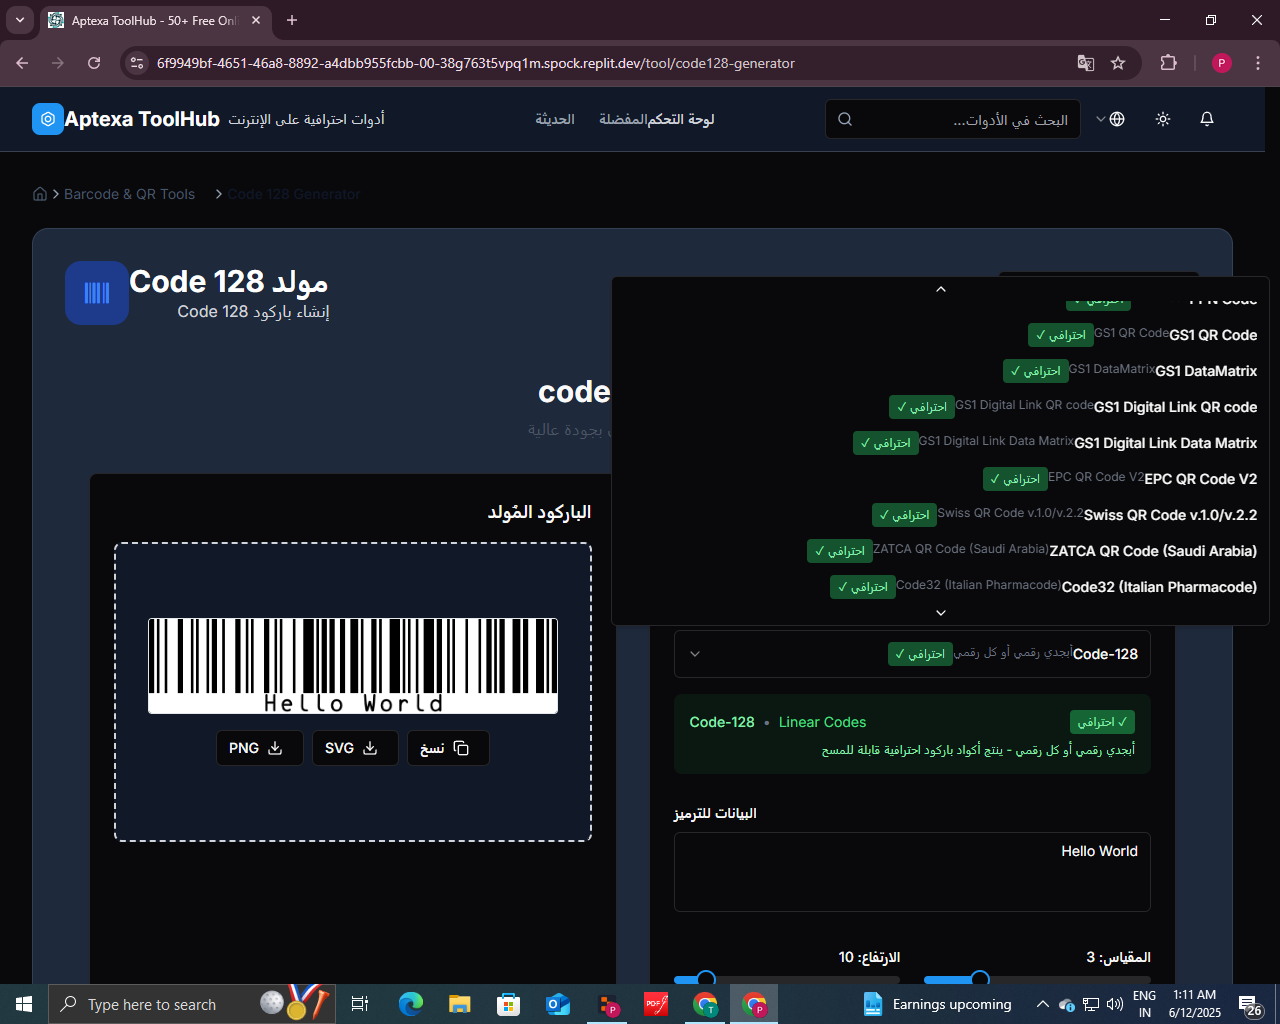 Aptexa ToolHub - 50+ Free Onl
6f9949bf-4651-46a8-8892-a4dbb955fcbb-00-38g763t5vpq1m.spock.replit.dev/tool/code128-generator
P
Aptexa ToolHub
أدوات احترافية على الإنترنت
لوحة التحكم
المفضلة
الحديثة
البحث في الأدوات...
Barcode & QR Tools
Code 128 Generator
مولد Code 128
إنشاء باركود Code 128
code
بجودة عالية
GS1 QR Code
GS1 QR Code
احترافي ✓
GS1 DataMatrix
GS1 DataMatrix
احترافي ✓
GS1 Digital Link QR code
GS1 Digital Link QR code
احترافي ✓
GS1 Digital Link Data Matrix
GS1 Digital Link Data Matrix
احترافي ✓
EPC QR Code V2
EPC QR Code V2
احترافي ✓
Swiss QR Code v.1.0/v.2.2
Swiss QR Code v.1.0/v.2.2
احترافي ✓
ZATCA QR Code (Saudi Arabia)
ZATCA QR Code (Saudi Arabia)
احترافي ✓
Code32 (Italian Pharmacode)
Code32 (Italian Pharmacode)
احترافي ✓
Code-128
أبجدي رقمي أو كل رقمي
احترافي ✓
Code-128 • Linear Codes
✓ احترافي
أبجدي رقمي أو كل رقمي - ينتج أكواد باركود احترافية قابلة للمسح
البيانات للترميز
Hello World
المقياس: 3
الارتفاع: 10
الباركود المُولد
Hello World
PNG
SVG
نسخ
Type here to search
Earnings upcoming
ENG
IN
1:11 AM
6/12/2025
26